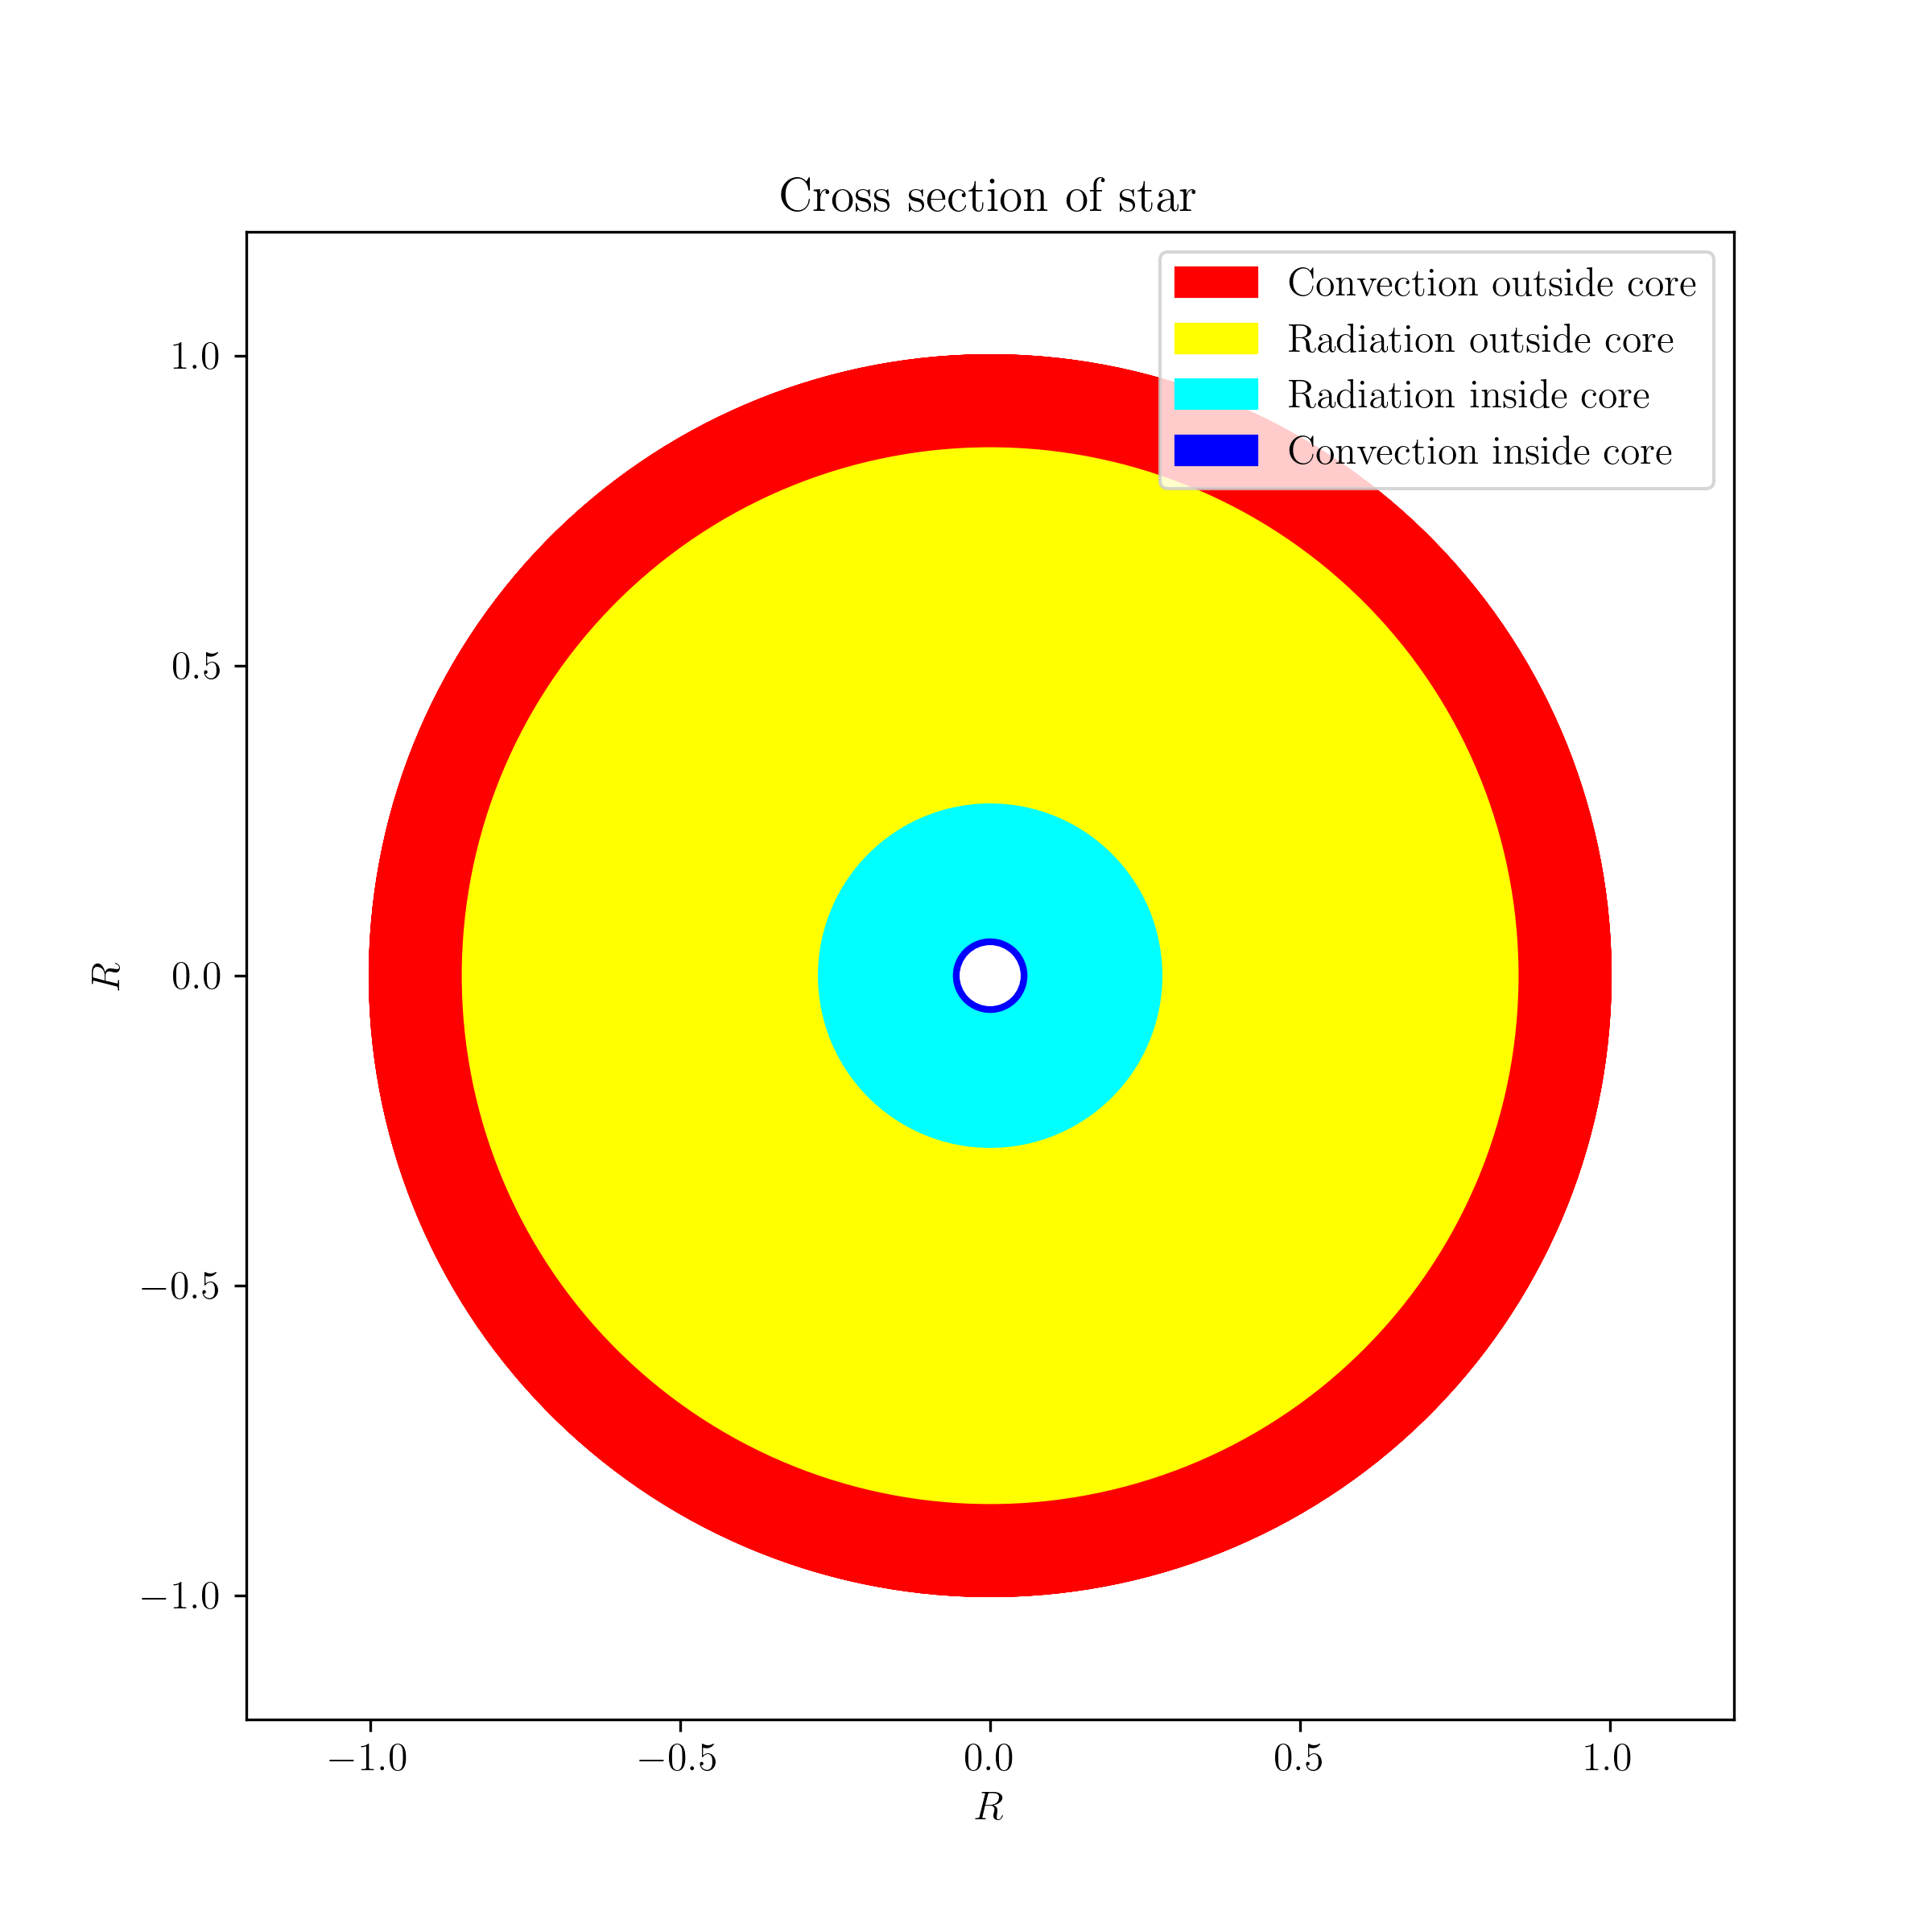 Cross section of star
Convection outside core
Radiation outside core
Radiation inside core
Convection inside core
1.0
0.5
0.0
−0.5
−1.0
R
−1.0 −0.5 0.0 0.5 1.0
R